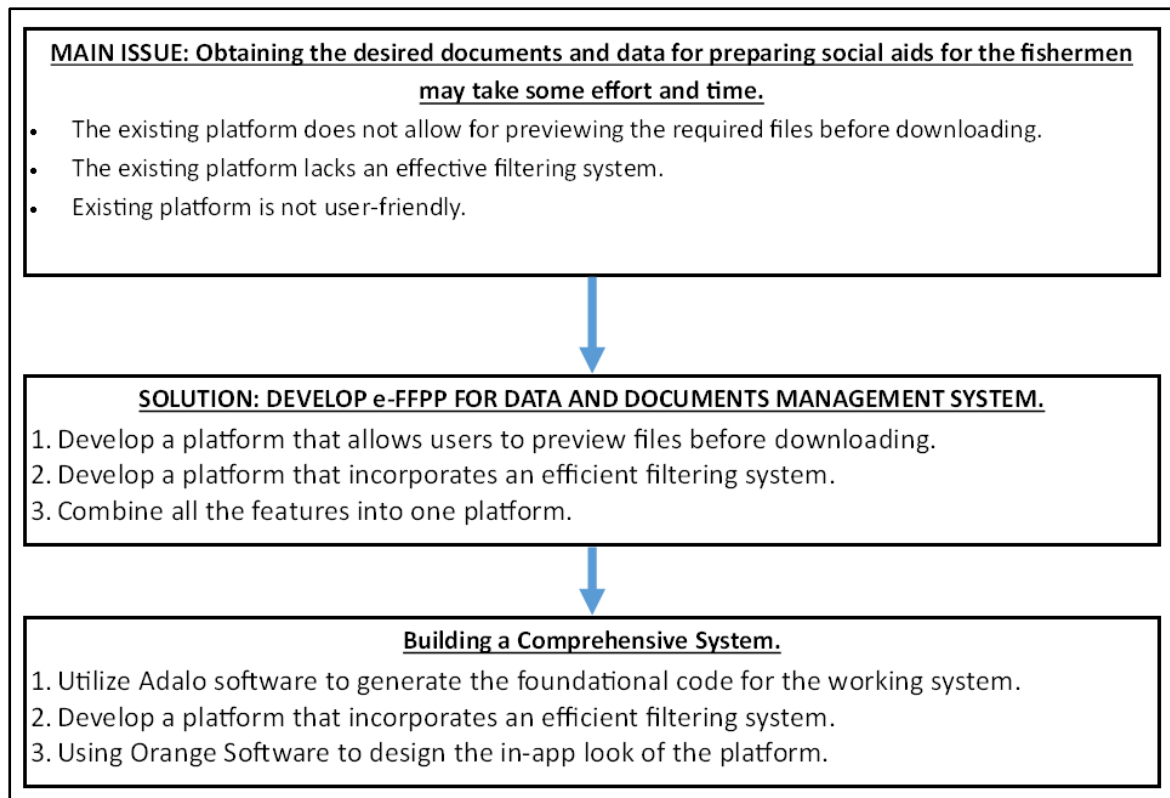 MAIN ISSUE: Obtaining the desired documents and data for preparing social aids for the fishermen
may take some effort and time.
• The existing platform does not allow for previewing the required files before downloading.
• The existing platform lacks an effective filtering system.
• Existing platform is not user-friendly.
SOLUTION: DEVELOP e-FFPP FOR DATA AND DOCUMENTS MANAGEMENT SYSTEM.
1. Develop a platform that allows users to preview files before downloading.
2. Develop a platform that incorporates an efficient filtering system.
3. Combine all the features into one platform.
Building a Comprehensive System.
1. Utilize Adalo software to generate the foundational code for the working system.
2. Develop a platform that incorporates an efficient filtering system.
3. Using Orange Software to design the in-app look of the platform.